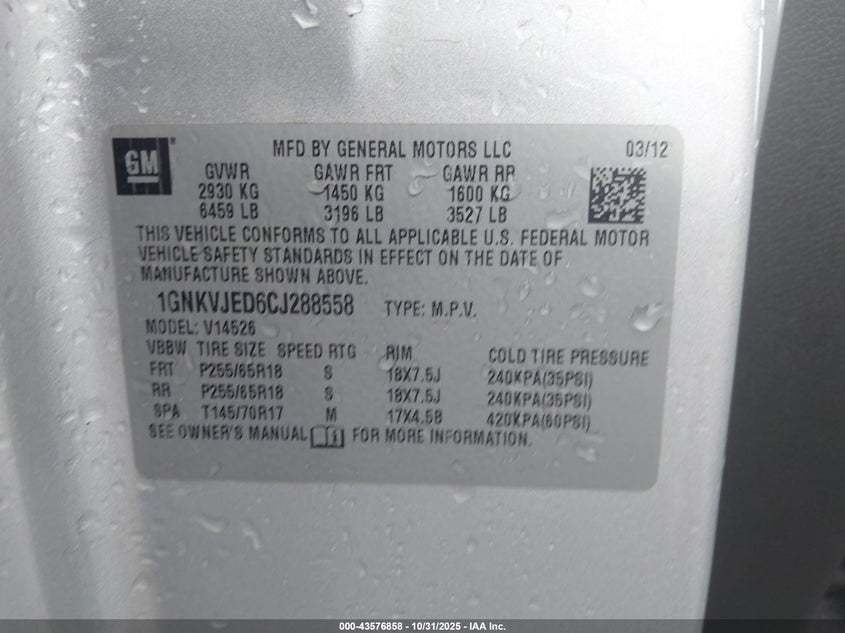 GM
MFD BY GENERAL MOTORS LLC 03/12
GVWR GAWR FRT GAWR RR
2930 KG 1450 KG 1600 KG
6459 LB 3196 LB 3527 LB
THIS VEHICLE CONFORMS TO ALL APPLICABLE U.S. FEDERAL MOTOR
VEHICLE SAFETY STANDARDS IN EFFECT ON THE DATE OF
MANUFACTURE SHOWN ABOVE.
1GNKVJED6CJ288558 TYPE: M.P.V.
MODEL: V14526
VBBW TIRE SIZE SPEED RTG RIM COLD TIRE PRESSURE
FRT P255/65R18 S 18X7.5J 240KPA(35PSI)
RR P255/65R18 S 18X7.5J 240KPA(35PSI)
SPA T145/70R17 M 17X4.5B 420KPA(60PSI)
SEE OWNER'S MANUAL FOR MORE INFORMATION.
000-43576858 - 10/31/2025 - IAA Inc.